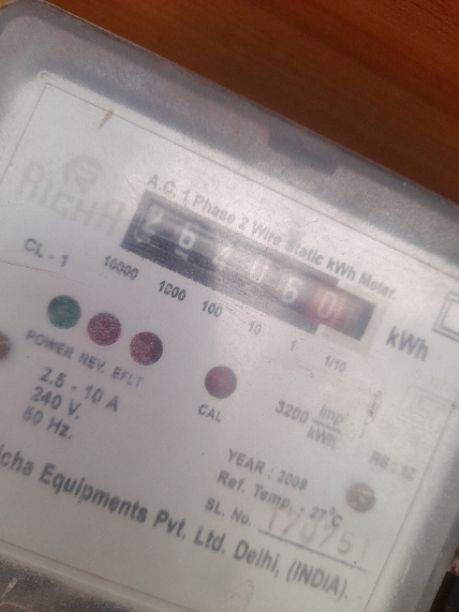 RICHA
A.C. 1 Phase 2 Wire Static kWh Meter.
kWh
CL - 1
10000 1000 100 10 1 1/10
POWER REV. EFLT
CAL
3200 Imp/kWh
2.5 - 10 A
240 V.
50 Hz.
YEAR :
Ref. Temp. : 27°C
SL. No.
Richa Equipments Pvt. Ltd. Delhi, (INDIA).